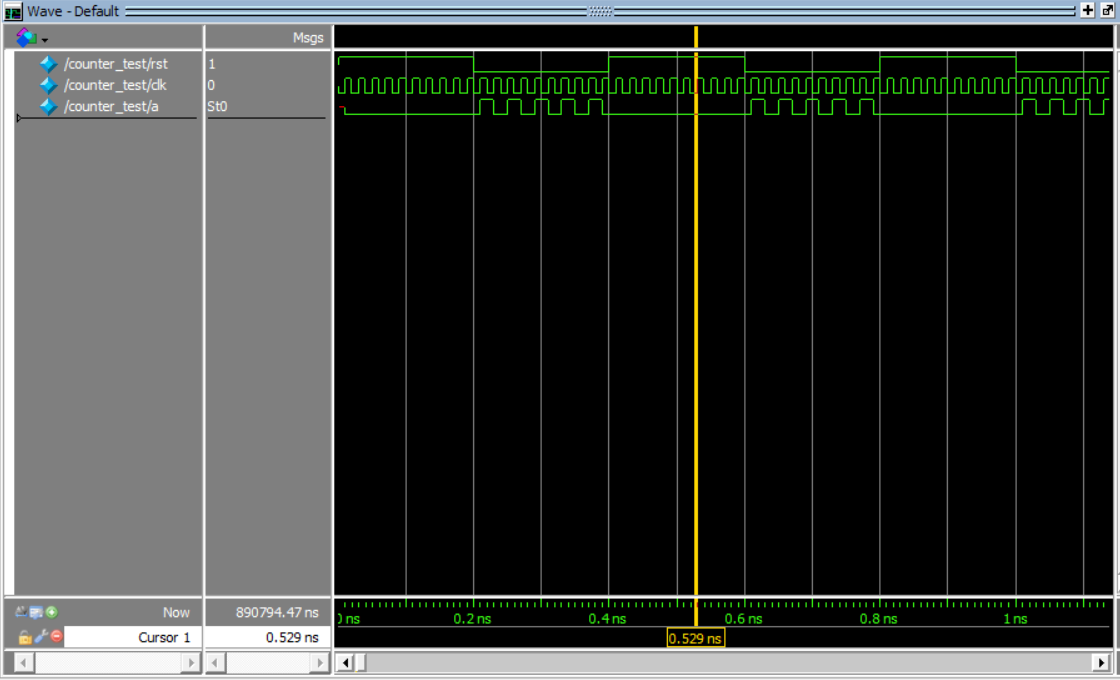 Wave - Default
Msgs
/counter_test/rst 1
/counter_test/clk 0
/counter_test/a St0
Now 890794.47 ns
Cursor 1 0.529 ns
0 ns 0.2 ns 0.4 ns 0.6 ns 0.8 ns 1 ns
0.529 ns